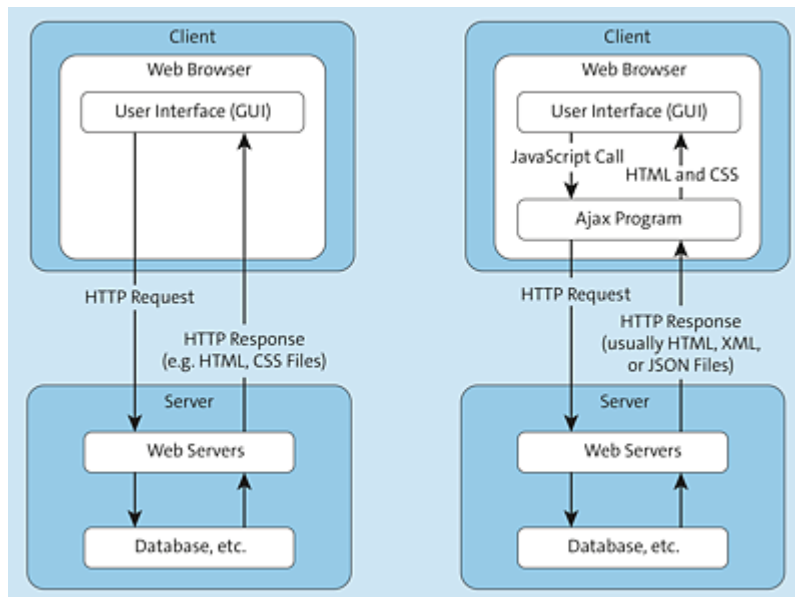 Client
Web Browser
User Interface (GUI)
HTTP Request
HTTP Response
(e.g. HTML, CSS Files)
Server
Web Servers
Database, etc.
Client
Web Browser
User Interface (GUI)
JavaScript Call
HTML and CSS
Ajax Program
HTTP Request
HTTP Response
(usually HTML, XML,
or JSON Files)
Server
Web Servers
Database, etc.